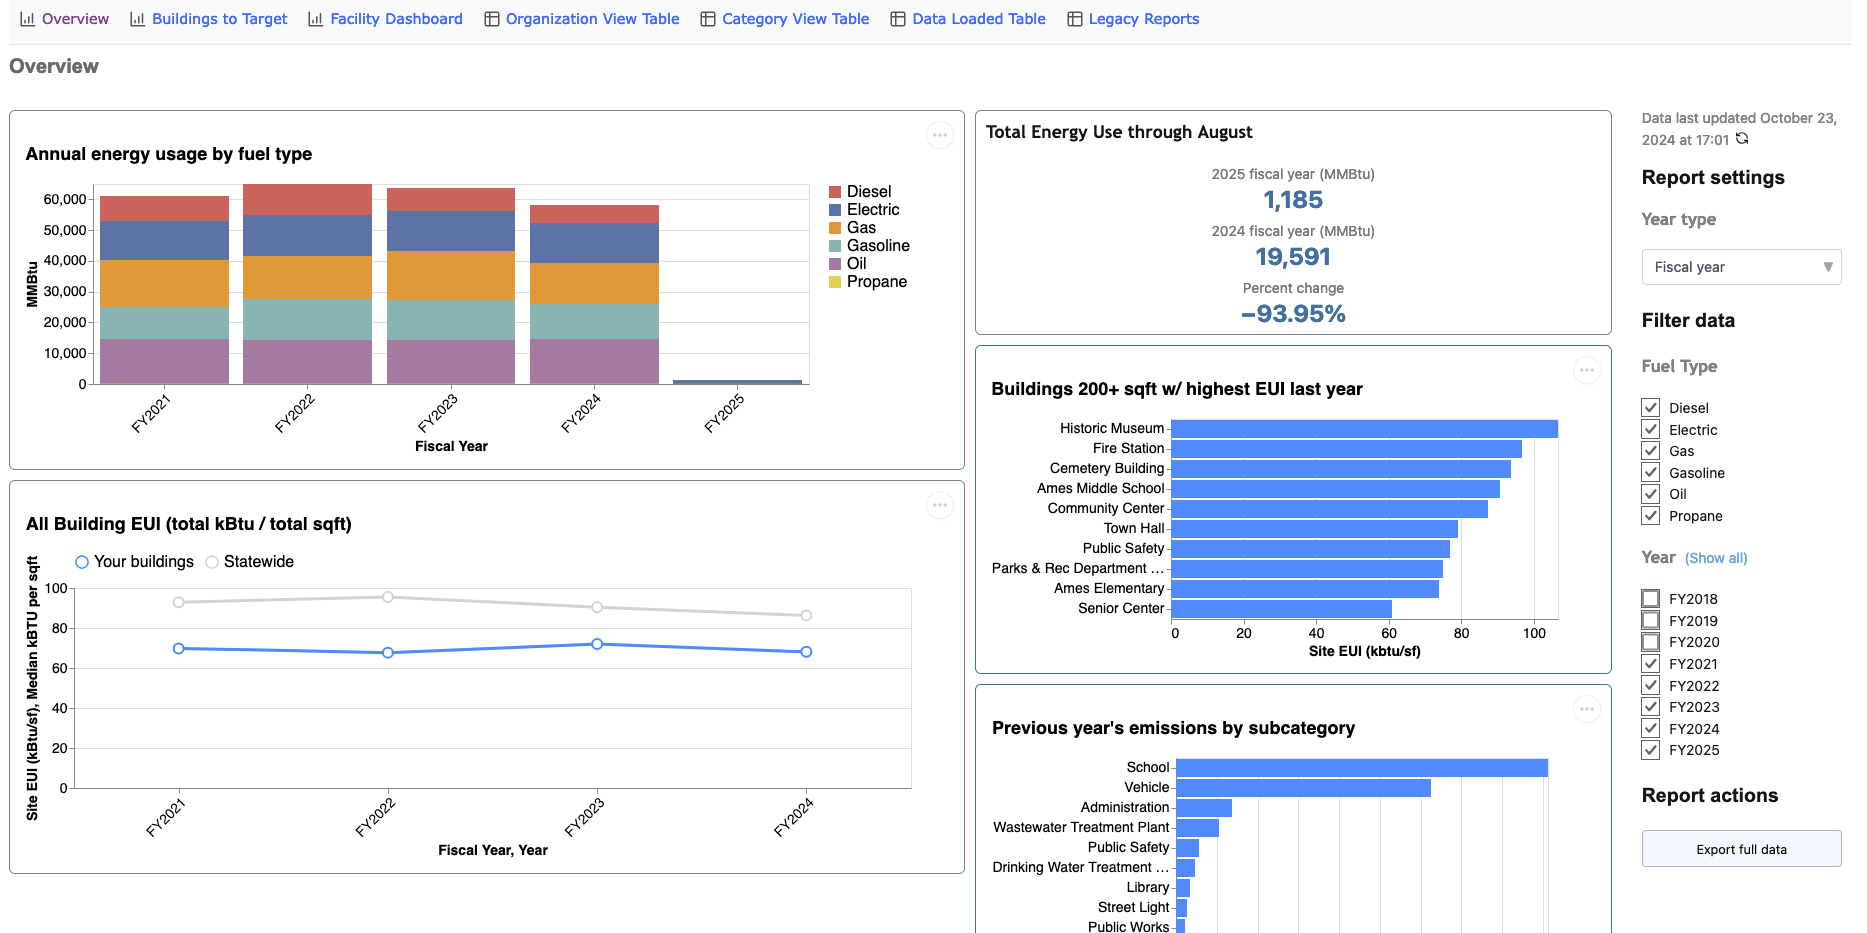 Overview Buildings to Target Facility Dashboard Organization View Table Category View Table Data Loaded Table Legacy Reports
Overview
Annual energy usage by fuel type
MMBtu
60,000
50,000
40,000
30,000
20,000
10,000
0
FY2021 FY2022 FY2023 FY2024 FY2025
Fiscal Year
Diesel
Electric
Gas
Gasoline
Oil
Propane
All Building EUI (total kBtu / total sqft)
Your buildings Statewide
Site EUI (kBtu/sf), Median kBTU per sqft
100
80
60
40
20
0
FY2021 FY2022 FY2023 FY2024
Fiscal Year, Year
Total Energy Use through August
2025 fiscal year (MMBtu)
1,185
2024 fiscal year (MMBtu)
19,591
Percent change
−93.95%
Buildings 200+ sqft w/ highest EUI last year
Historic Museum
Fire Station
Cemetery Building
Ames Middle School
Community Center
Town Hall
Public Safety
Parks & Rec Department ...
Ames Elementary
Senior Center
0 20 40 60 80 100
Site EUI (kbtu/sf)
Previous year's emissions by subcategory
School
Vehicle
Administration
Wastewater Treatment Plant
Public Safety
Drinking Water Treatment ...
Library
Street Light
Public Works
Data last updated October 23,
2024 at 17:01
Report settings
Year type
Fiscal year
Filter data
Fuel Type
Diesel
Electric
Gas
Gasoline
Oil
Propane
Year (Show all)
FY2018
FY2019
FY2020
FY2021
FY2022
FY2023
FY2024
FY2025
Report actions
Export full data